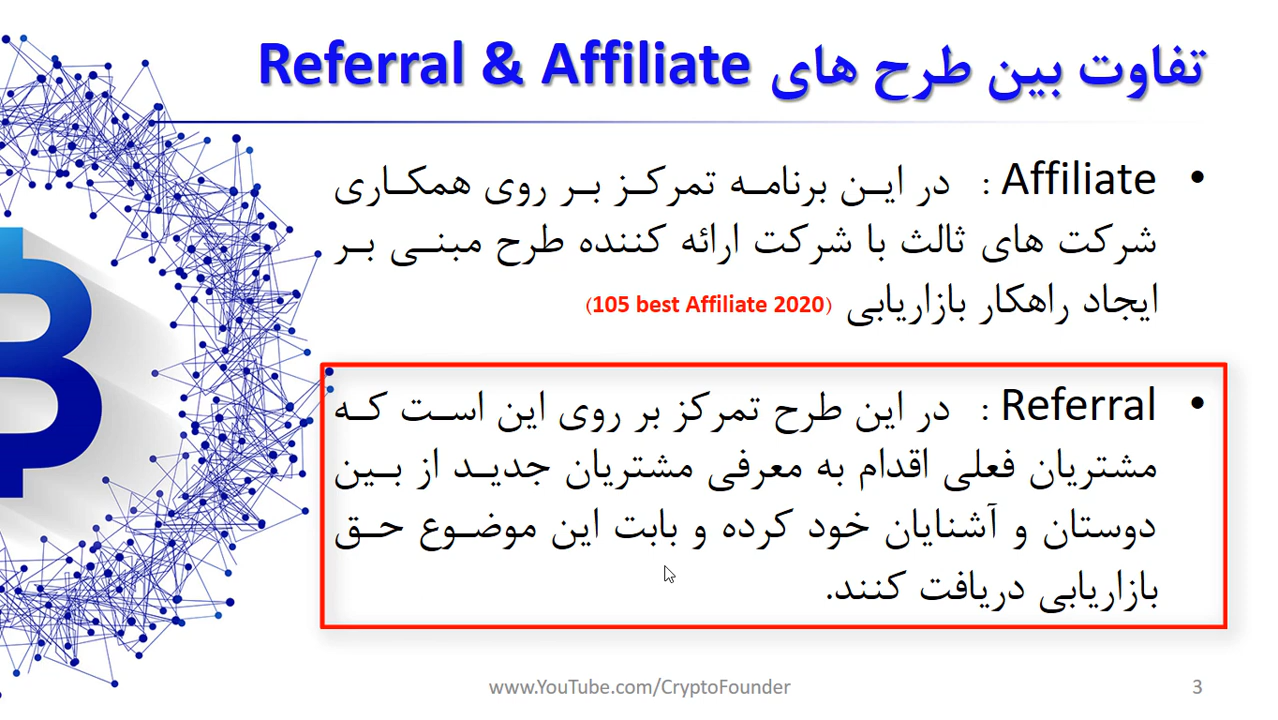 تفاوت بین طرح های Referral & Affiliate
• Affiliate : در این برنامه تمرکز بر روی همکاری
شرکت های ثالث با شرکت ارائه کننده طرح مبنی بر
ایجاد راهکار بازاریابی (105 best Affiliate 2020)
• Referral : در این طرح تمرکز بر روی این است که
مشتریان فعلی اقدام به معرفی مشتریان جدید از بین
دوستان و آشنایان خود کرده و بابت این موضوع حق
بازاریابی دریافت کنند.
www.YouTube.com/CryptoFounder
3